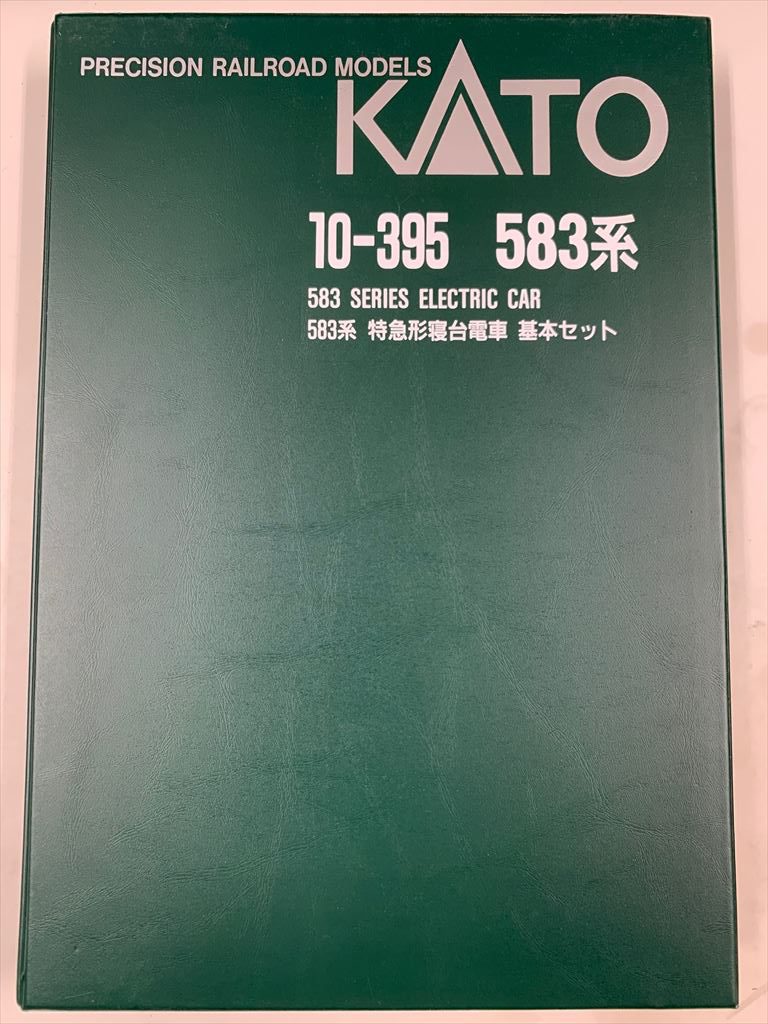 PRECISION RAILROAD MODELS
KATO
10-395 583系
583 SERIES ELECTRIC CAR
583系 特急形寝台電車 基本セット